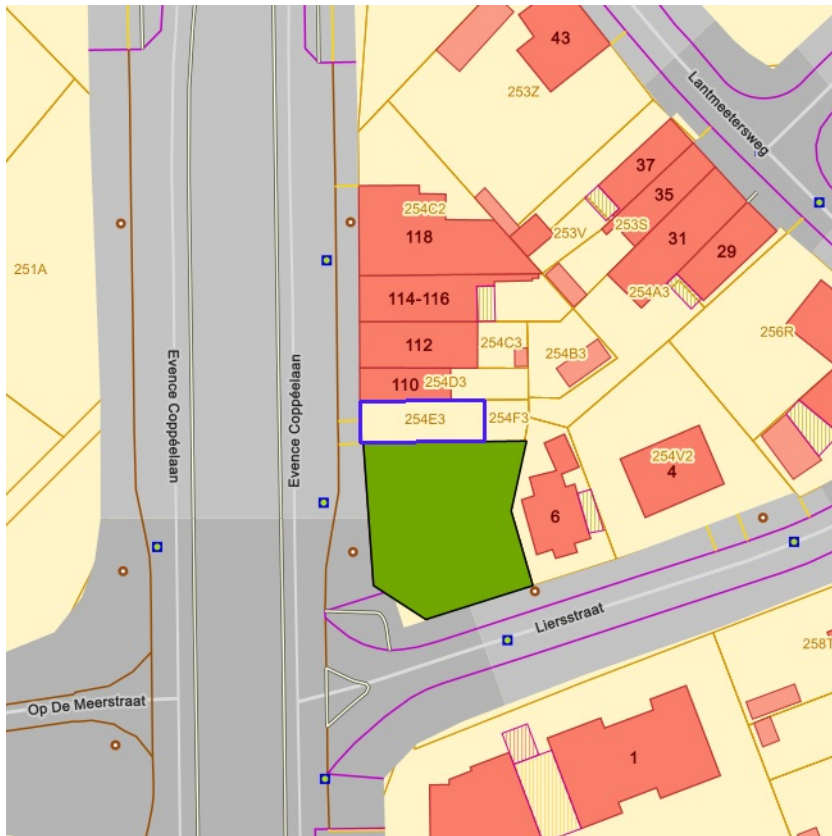 43
Lantmeetersweg
253Z
37
35
254C2
253S
118
253V
31
29
251A
254A3
114-116
256R
112
254C3
254B3
Evence Coppéelaan
Evence Coppéelaan
110
254D3
254E3
254F3
254V2
4
6
Liersstraat
258T
Op De Meerstraat
1